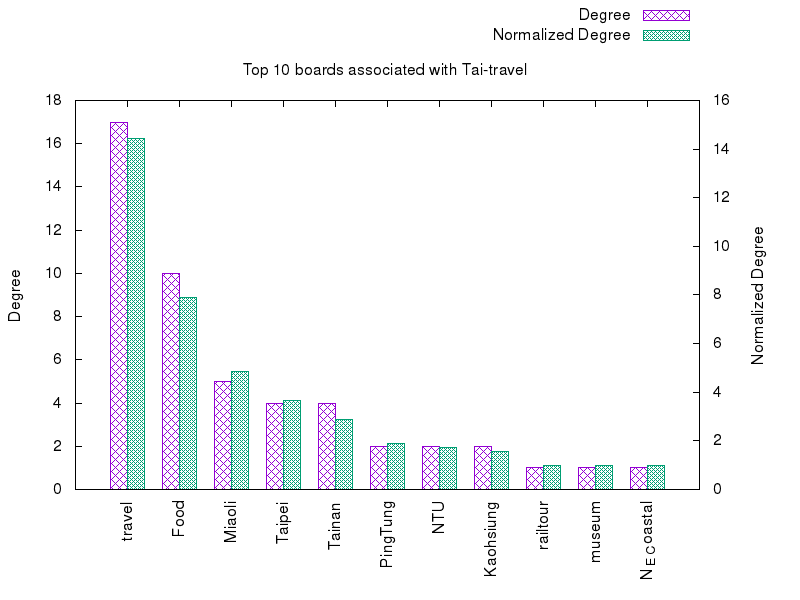 Degree
Normalized Degree
Top 10 boards associated with Tai-travel
18
16
14
12
10
8
6
4
2
0
Degree
16
14
12
10
8
6
4
2
0
Normalized Degree
travel
Food
Miaoli
Taipei
Tainan
PingTung
NTU
Kaohsiung
railtour
museum
NECoastal